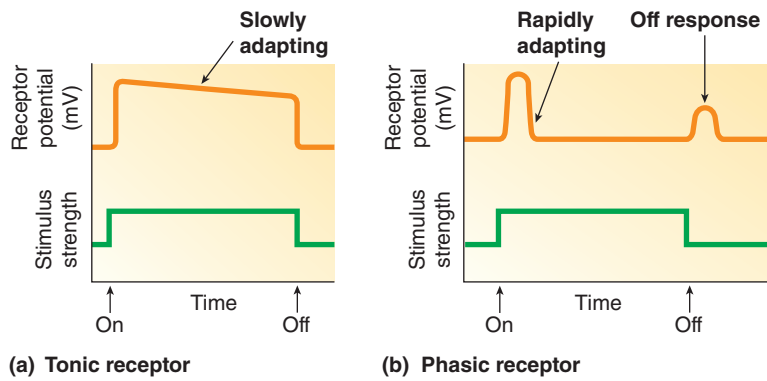 Slowly
adapting
Receptor
potential
(mV)
Stimulus
strength
Time
On
Off
(a) Tonic receptor
Rapidly
adapting
Off response
Receptor
potential
(mV)
Stimulus
strength
Time
On
Off
(b) Phasic receptor